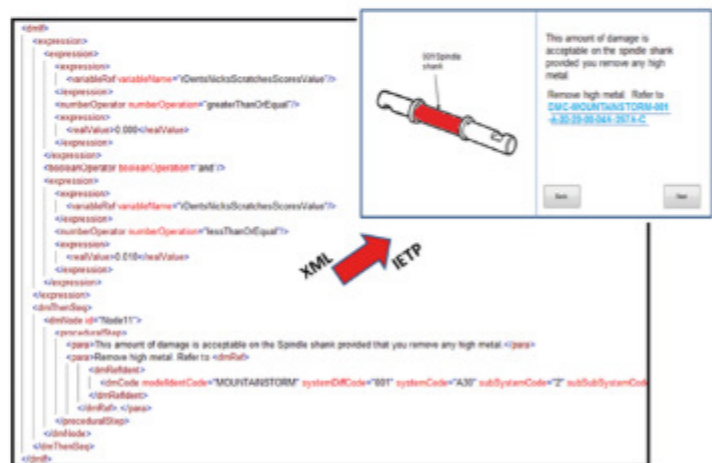 <dmIf>
<expression>
<expression>
<expression>
<variableRef variableName="rDentsNicksScratchesScoresValue"/>
</expression>
<numberOperator numberOperation="greaterThanOrEqual"/>
<expression>
<realValue>0.000</realValue>
</expression>
</expression>
<booleanOperator booleanOperation="and"/>
<expression>
<expression>
<variableRef variableName="rDentsNicksScratchesScoresValue"/>
</expression>
<numberOperator numberOperation="lessThanOrEqual"/>
<expression>
<realValue>0.010</realValue>
</expression>
</expression>
</expression>
<dmThenSeq>
<dmNode id="Node11">
<proceduralStep>
<para>This amount of damage is acceptable on the Spindle shank provided that you remove any high metal.</para>
<para>Remove high metal. Refer to <dmRef>
<dmRefIdent>
<dmCode modelIdentCode="MOUNTAINSTORM" systemDiffCode="001" systemCode="A30" subSystemCode="2" subSubSystemCod
</dmRefIdent>
</dmRef>.</para>
</proceduralStep>
</dmNode>
</dmThenSeq>
</dmIf>
XML
IETP
001 Spindle
shank
This amount of damage is
acceptable on the spindle shank
provided you remove any high
metal.
Remove high metal. Refer to
DMC-MOUNTAINSTORM-001
Back
Next